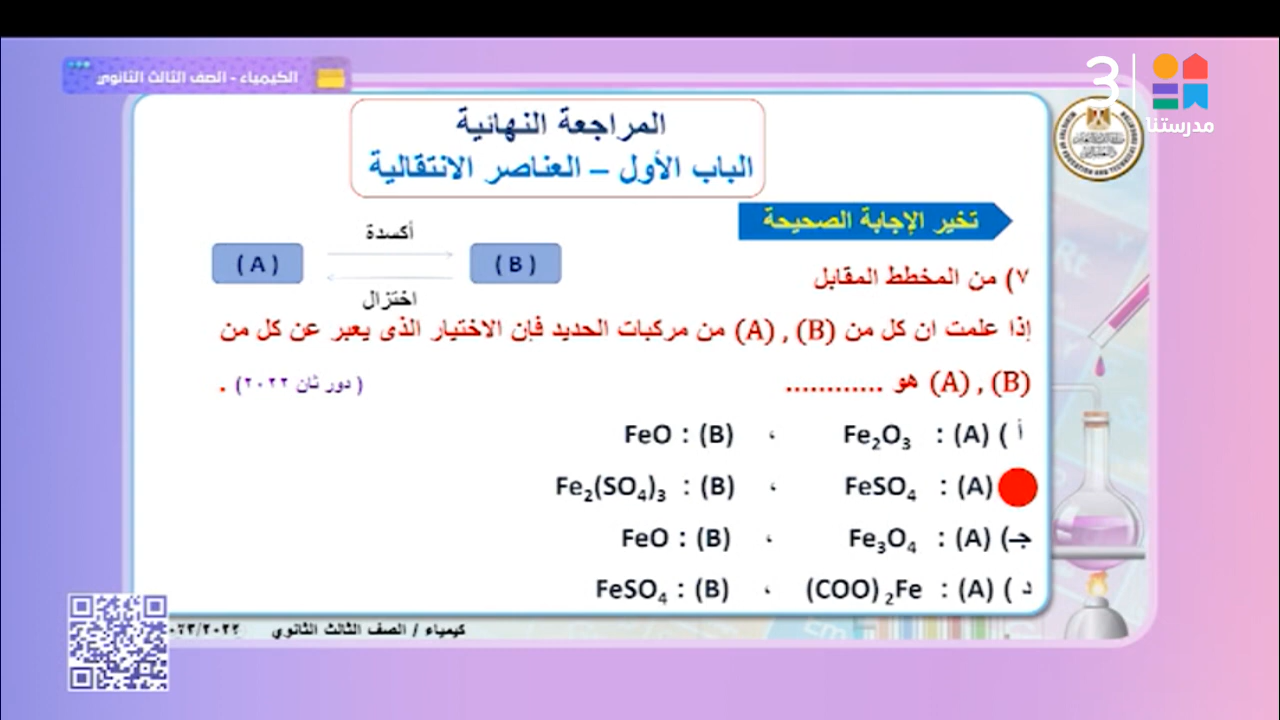 الكيمياء - الصف الثالث الثانوي
3
مدرستنا
المراجعة النهائية
الباب الأول – العناصر الانتقالية
تخير الإجابة الصحيحة
أكسدة
( A ) ( B )
اختزال
٧) من المخطط المقابل
إذا علمت ان كل من (A) , (B) من مركبات الحديد فإن الاختيار الذى يعبر عن كل من
(A) , (B) هو ............ ( دور ثان ٢٠٢٢) .
أ ) (A) : Fe₂O₃ ، (B) : FeO
(A) : FeSO₄ ، (B) : Fe₂(SO₄)₃
جـ) (A) : Fe₃O₄ ، (B) : FeO
د ) (A) : (COO)₂Fe ، (B) : FeSO₄
كيمياء / الصف الثالث الثانوي